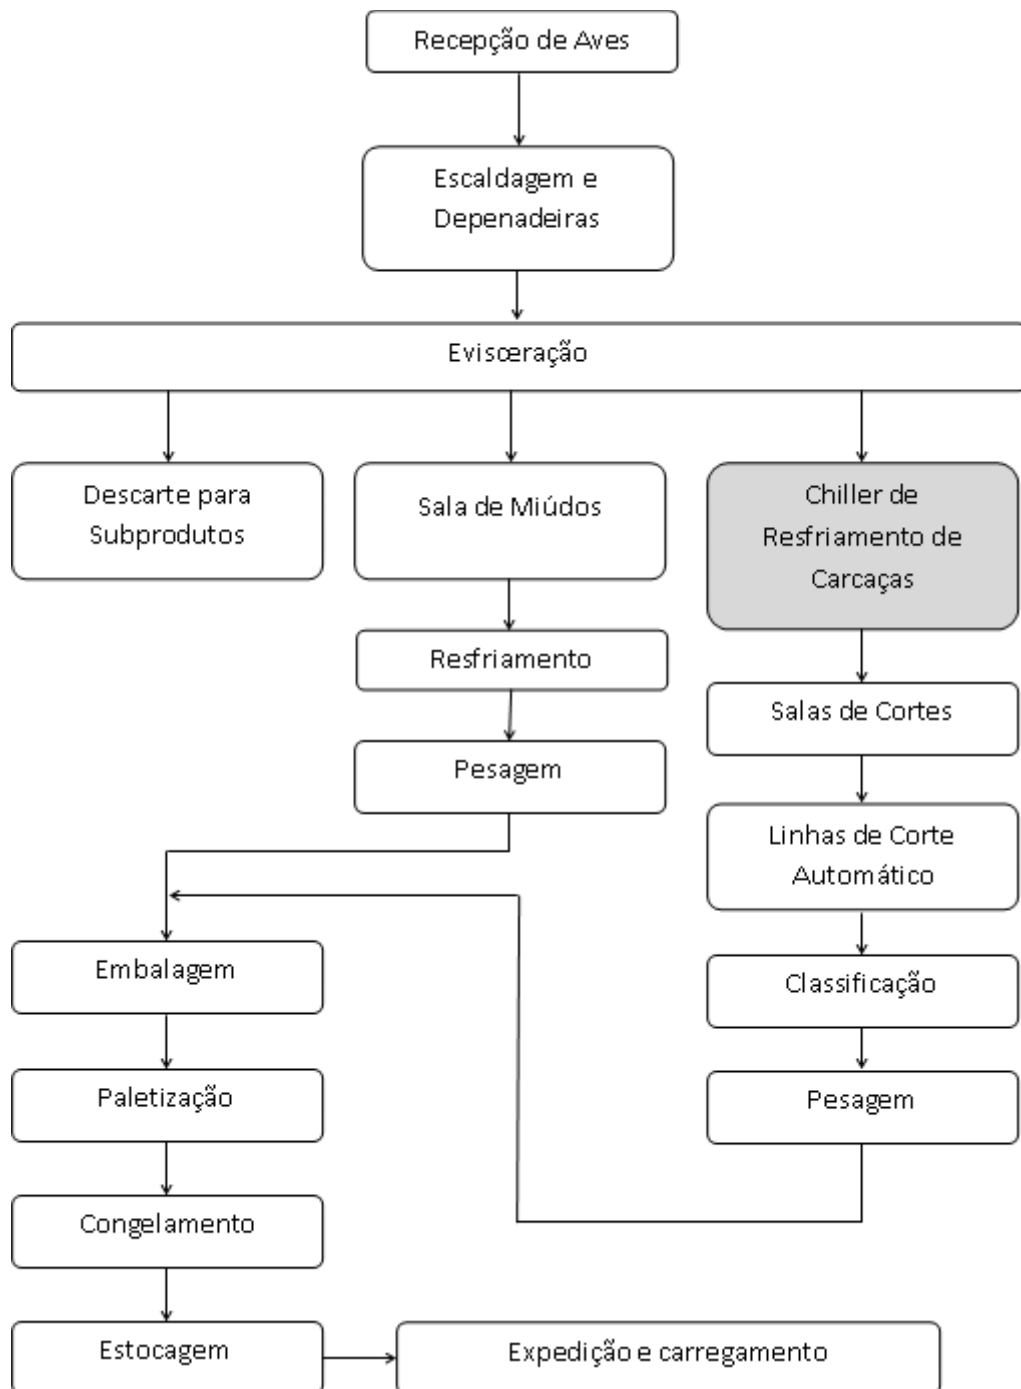 Recepção de Aves
Escaldagem e
Depenadeiras
Evisceração
Descarte para
Subprodutos
Sala de Miúdos
Chiller de
Resfriamento de
Carcaças
Resfriamento
Salas de Cortes
Pesagem
Linhas de Corte
Automático
Embalagem
Classificação
Paletização
Pesagem
Congelamento
Estocagem
Expedição e carregamento